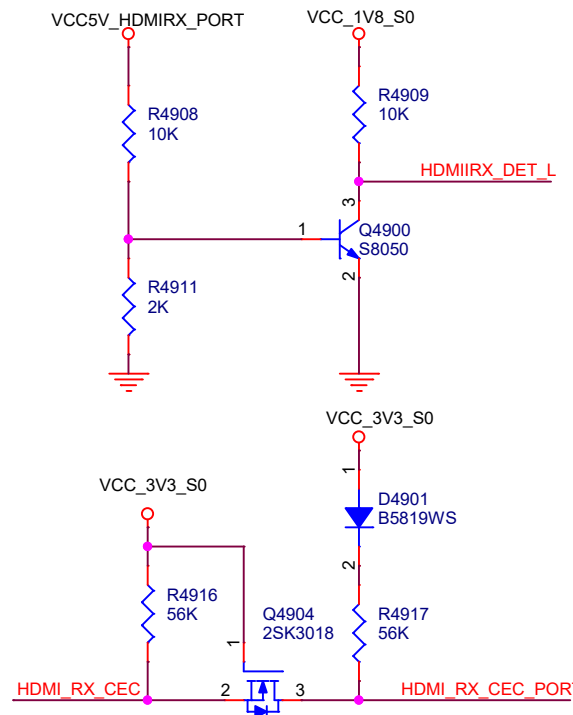 VCC5V_HDMIRX_PORT
VCC_1V8_S0
R4908
10K
R4909
10K
HDMIIRX_DET_L
3
1
Q4900
S8050
2
R4911
2K
VCC_3V3_S0
VCC_3V3_S0
1
D4901
B5819WS
2
R4916
56K
Q4904
2SK3018
1
R4917
56K
HDMI_RX_CEC
2
3
HDMI_RX_CEC_PORT